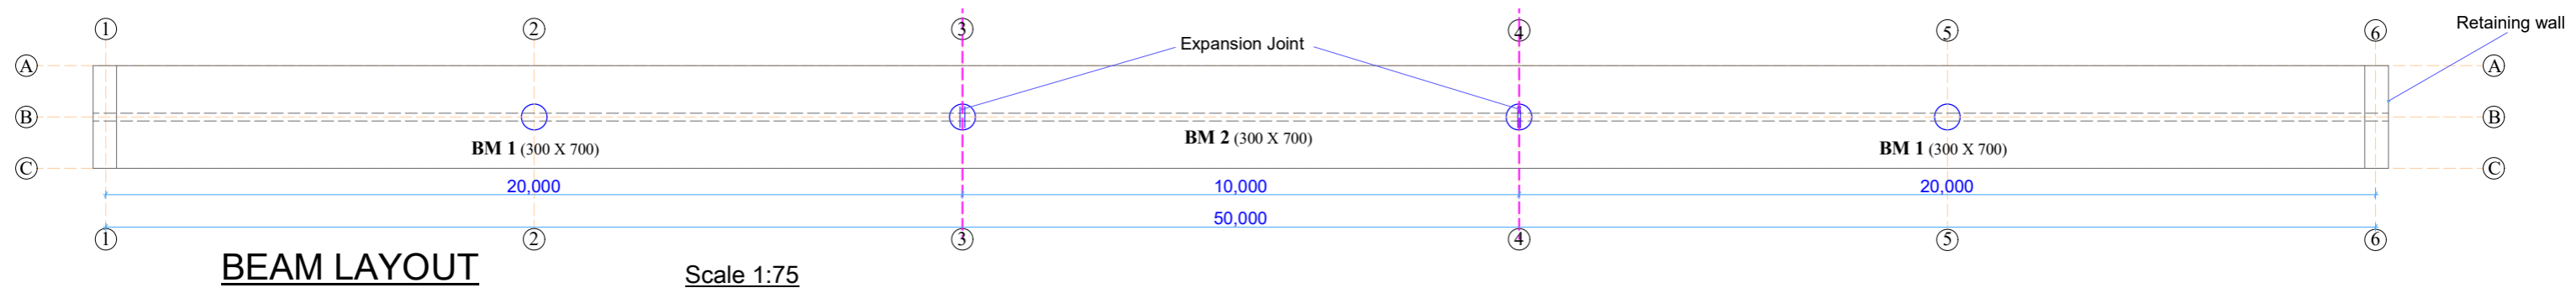 1 2 3 4 5 6
Retaining wall
Expansion Joint
A A
B B
BM 1 (300 X 700) BM 2 (300 X 700) BM 1 (300 X 700)
C C
20,000 10,000 20,000
50,000
1 2 3 4 5 6
BEAM LAYOUT Scale 1:75